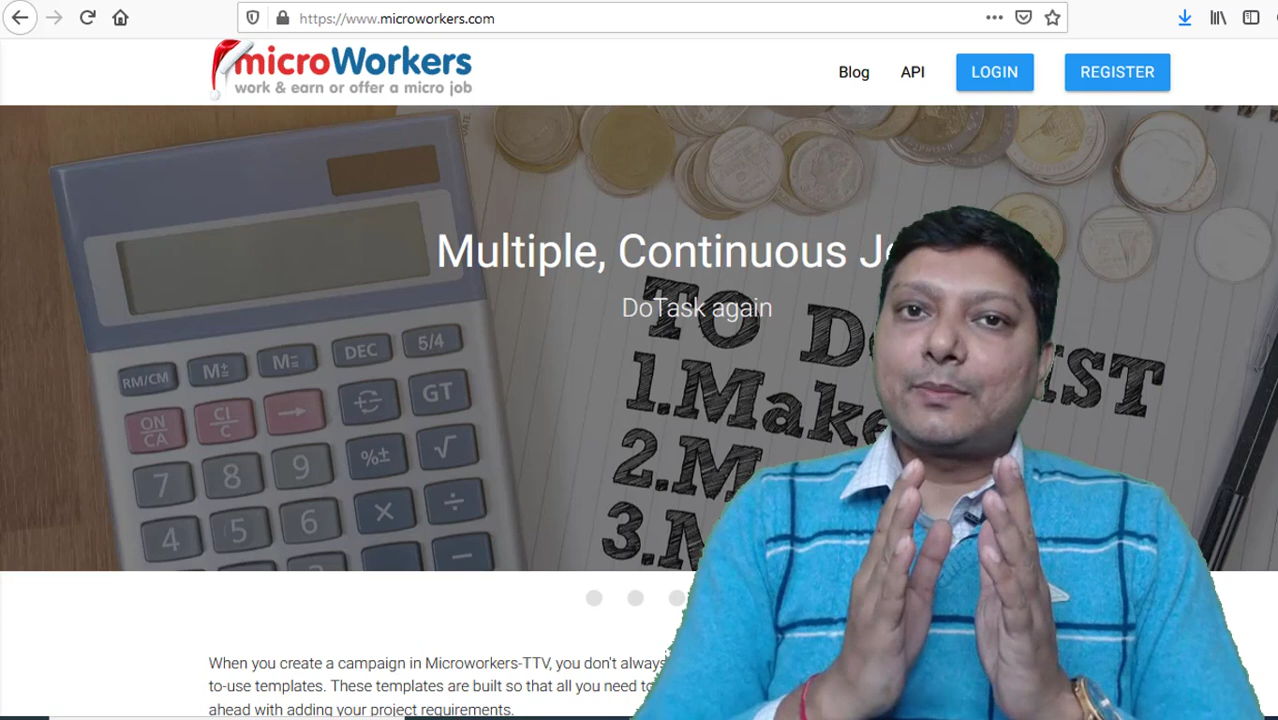 https://www.microworkers.com
microWorkers
work & earn or offer a micro job
Blog
API
LOGIN
REGISTER
DATE
Multiple, Continuous
DoTask again
TO
1.Make
2.M
3.M
RM/CM
M±
M=
DEC
5/4
ON
CA
CI
C
→
GT
7
8
9
%±
√
4
5
6
×
÷
−
When you create a campaign in Microworkers-TTV, you don't always
to-use templates. These templates are built so that all you need to
ahead with adding your project requirements.